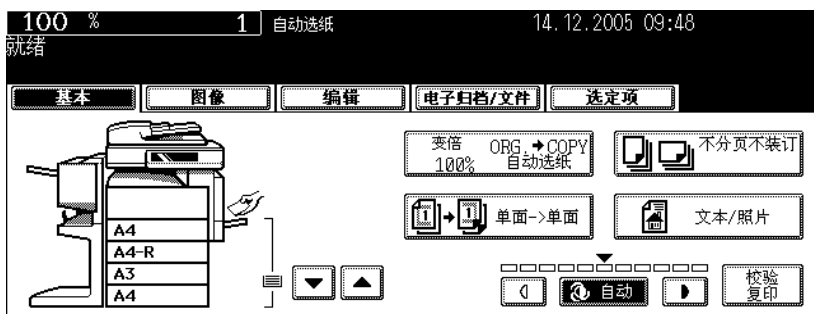 100 % 1 自动选纸 14.12.2005 09:48
就绪
基本 图像 编辑 电子归档/文件 选定项
变倍 ORG.→COPY
100% 自动选纸
不分页不装订
1 → 1 单面->单面
文本/照片
A4
A4-R
A3
A4
自动
校验
复印